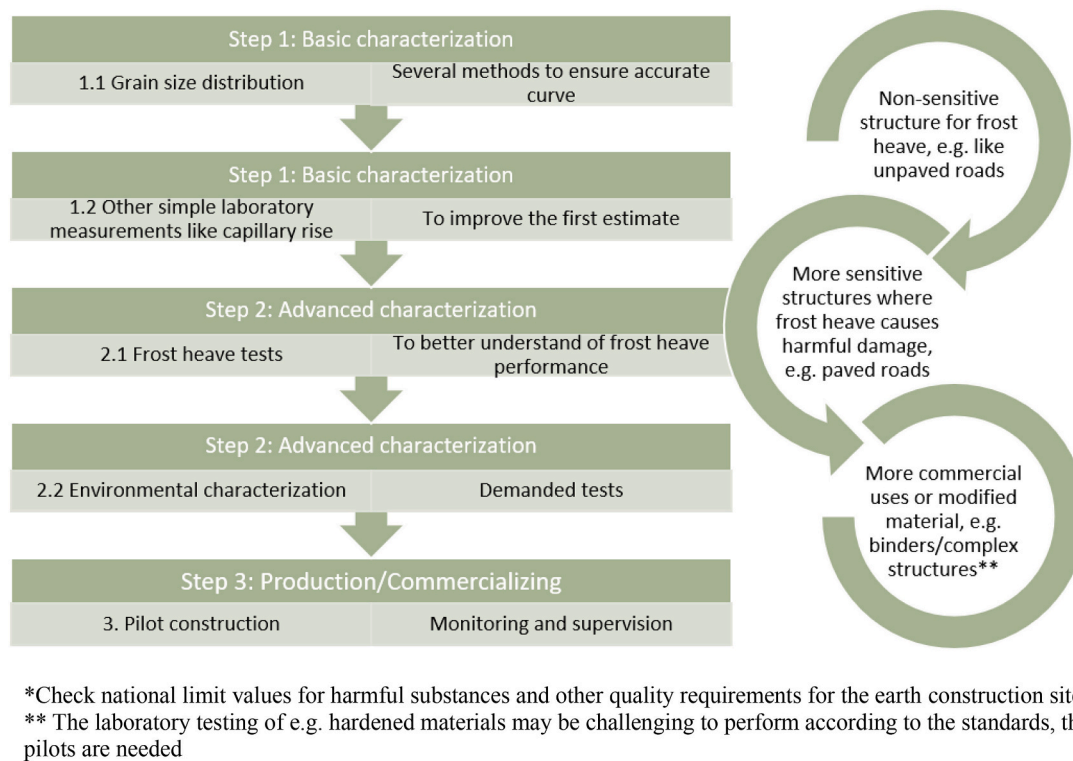 Step 1: Basic characterization
1.1 Grain size distribution
Several methods to ensure accurate
curve
Step 1: Basic characterization
1.2 Other simple laboratory
measurements like capillary rise
To improve the first estimate
Step 2: Advanced characterization
2.1 Frost heave tests
To better understand of frost heave
performance
Step 2: Advanced characterization
2.2 Environmental characterization
Demanded tests
Step 3: Production/Commercializing
3. Pilot construction
Monitoring and supervision
Non-sensitive
structure for frost
heave, e.g. like
unpaved roads
More sensitive
structures where
frost heave causes
harmful damage,
e.g. paved roads
More commercial
uses or modified
material, e.g.
binders/complex
structures**
*Check national limit values for harmful substances and other quality requirements for the earth construction
** The laboratory testing of e.g. hardened materials may be challenging to perform according to the standards,
pilots are needed